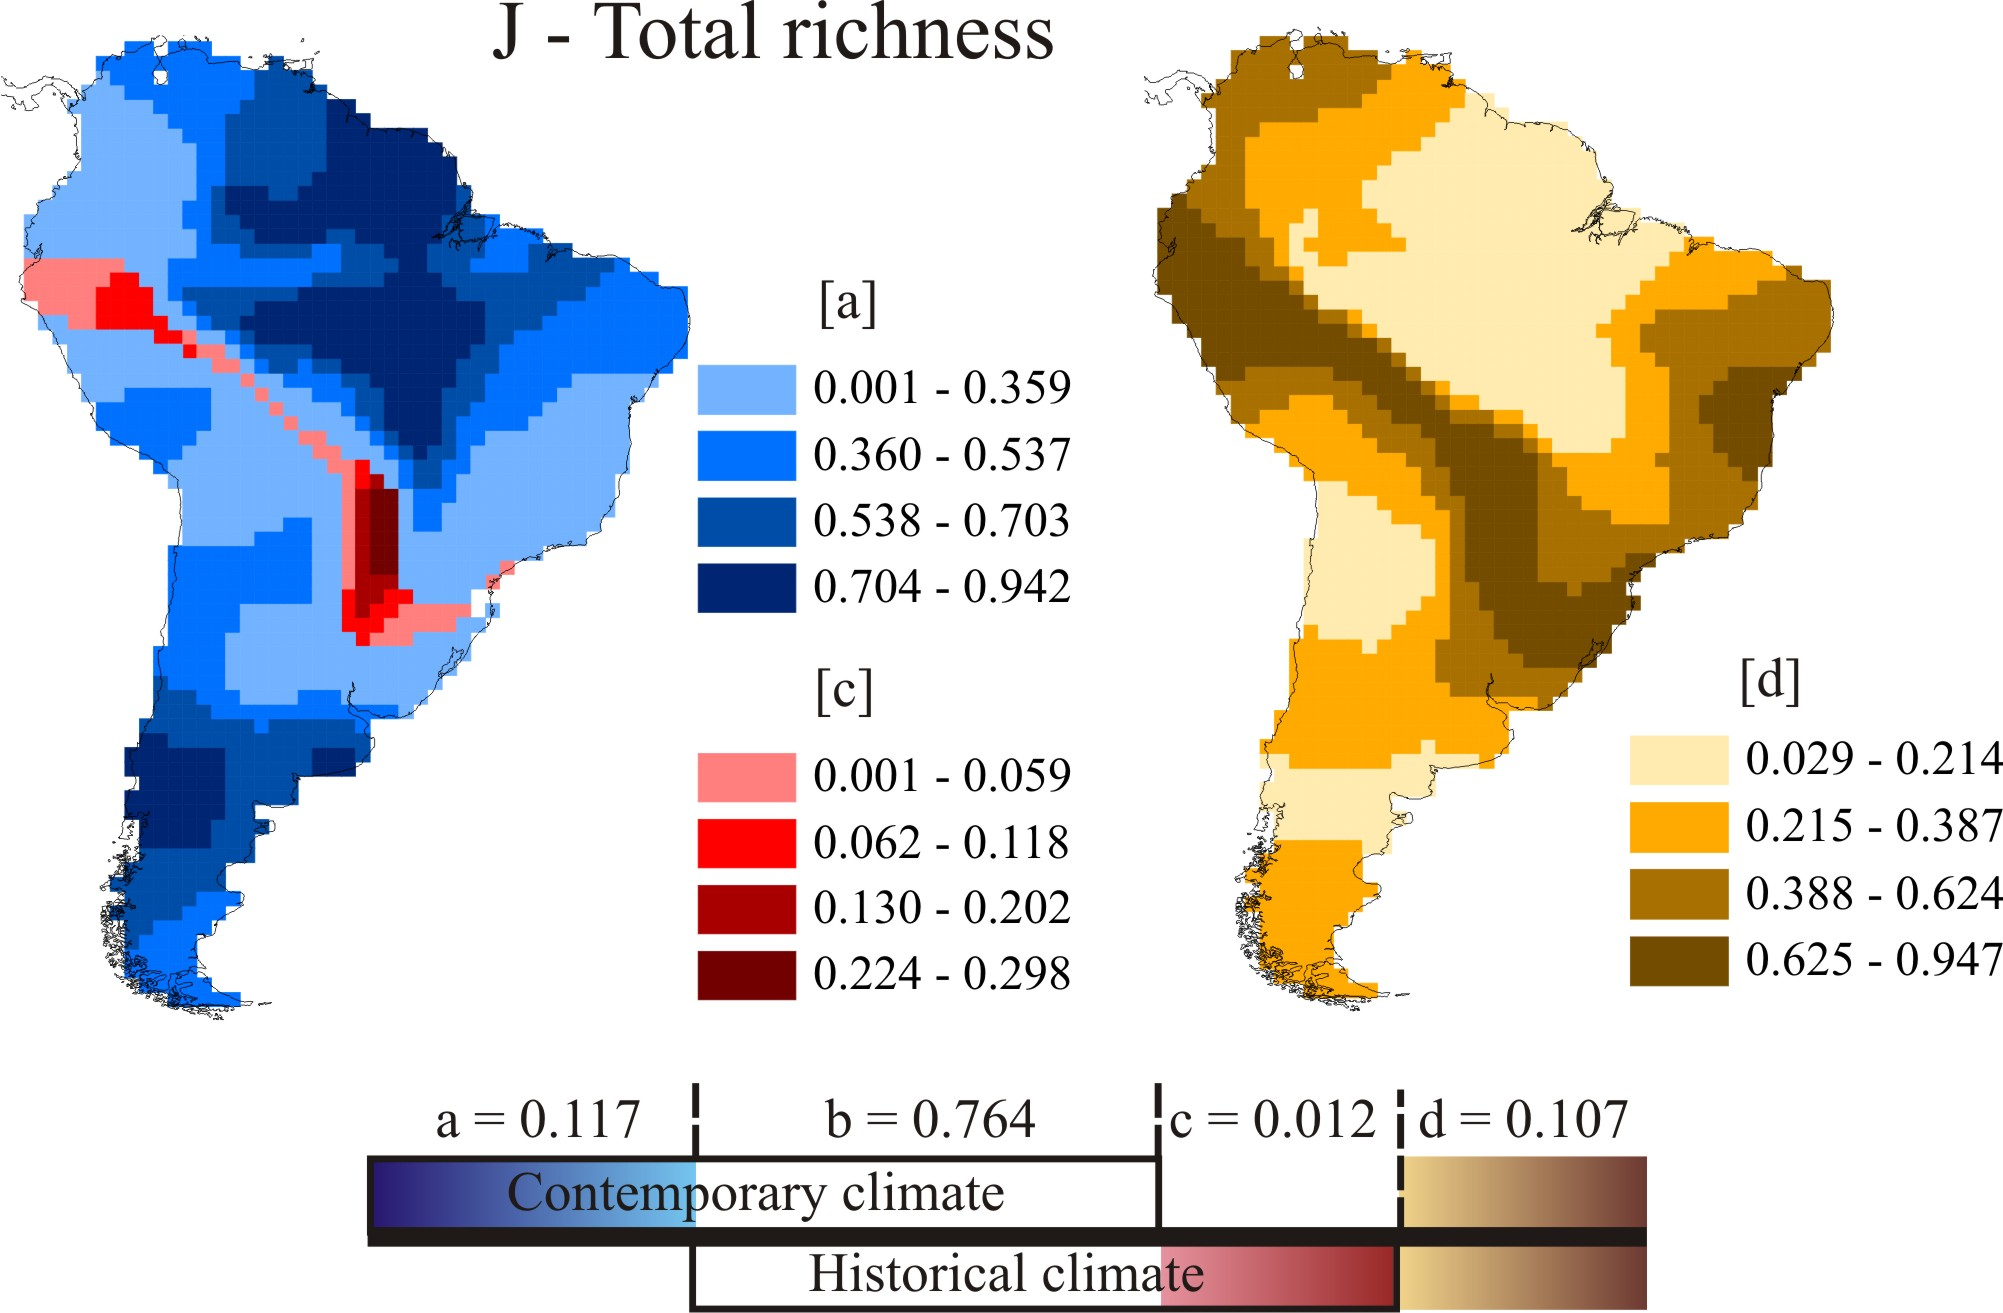 J - Total richness
[a]
0.001 - 0.359
0.360 - 0.537
0.538 - 0.703
0.704 - 0.942
[c]
0.001 - 0.059
0.062 - 0.118
0.130 - 0.202
0.224 - 0.298
[d]
0.029 - 0.214
0.215 - 0.387
0.388 - 0.624
0.625 - 0.947
a = 0.117 b = 0.764 c = 0.012 d = 0.107
Contemporary climate
Historical climate